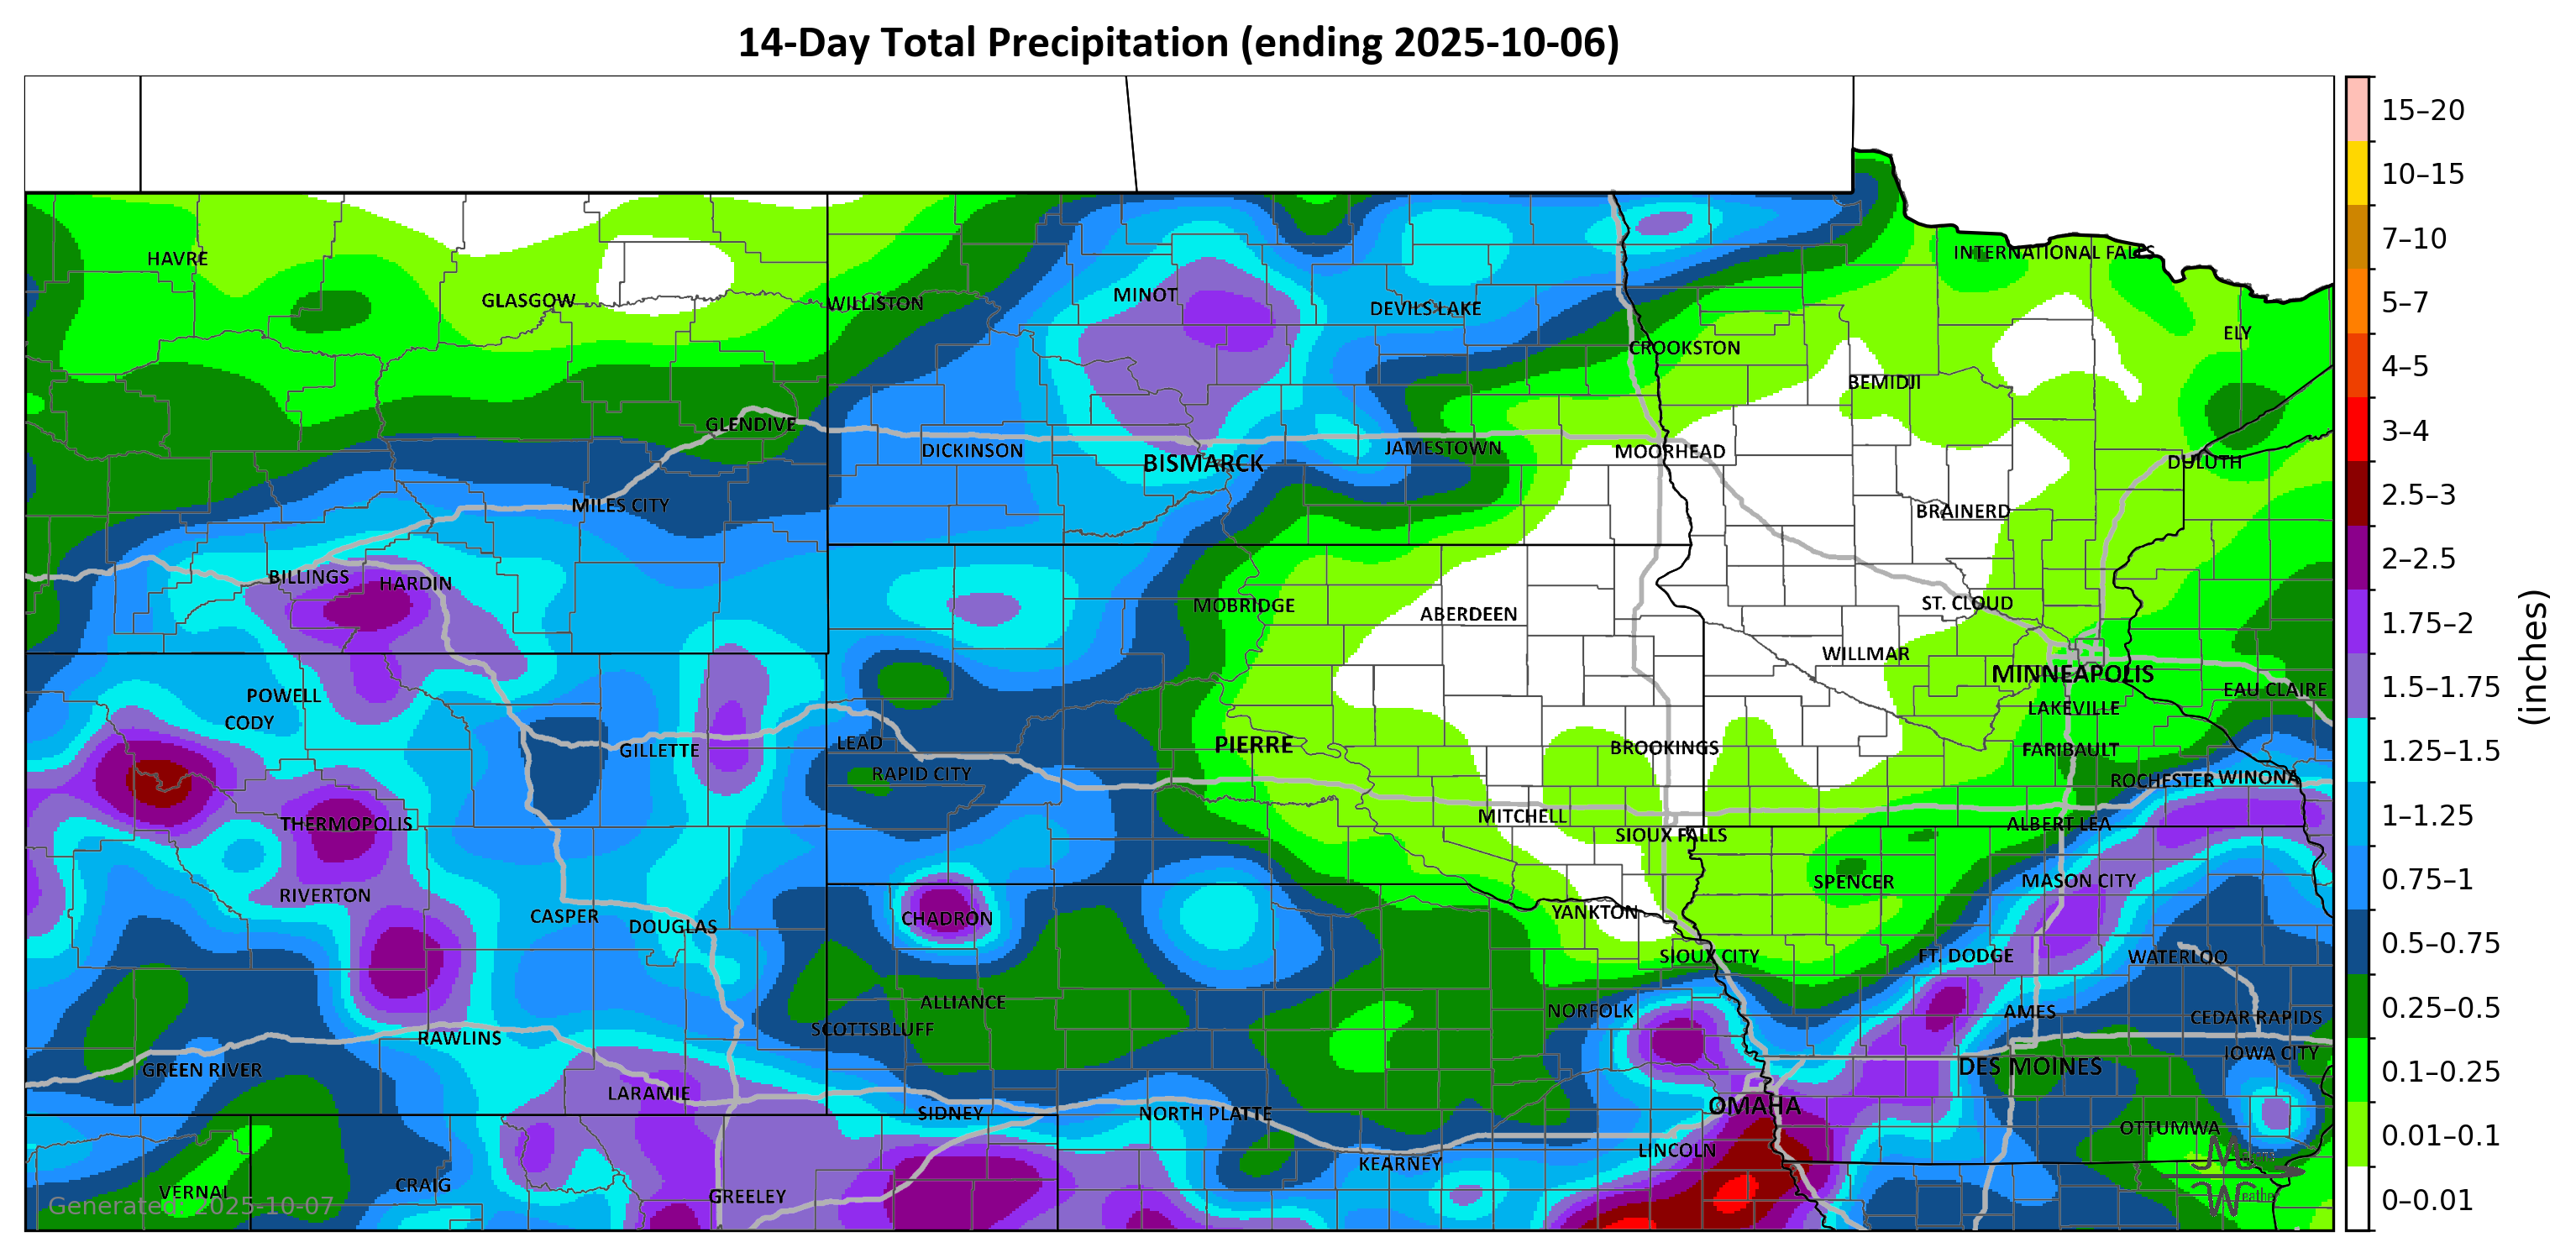 14-Day Total Precipitation (ending 2025-10-06)
15–20
10–15
7–10
5–7
4–5
3–4
2.5–3
2–2.5
1.75–2
1.5–1.75
1.25–1.5
1–1.25
0.75–1
0.5–0.75
0.25–0.5
0.1–0.25
0.01–0.1
0–0.01
(inches)
INTERNATIONAL FALLS
HAVRE
GLASGOW
WILLISTON
MINOT
DEVILS LAKE
ELY
CROOKSTON
BEMIDJI
GLENDIVE
DICKINSON
BISMARCK
JAMESTOWN
MOORHEAD
DULUTH
MILES CITY
BRAINERD
BILLINGS
HARDIN
MOBRIDGE
ABERDEEN
ST. CLOUD
WILLMAR
MINNEAPOLIS
EAU CLAIRE
POWELL
CODY
LAKEVILLE
GILLETTE
LEAD
PIERRE
BROOKINGS
FARIBAULT
RAPID CITY
ROCHESTER
WINONA
THERMOPOLIS
MITCHELL
SIOUX FALLS
ALBERT LEA
RIVERTON
SPENCER
MASON CITY
CASPER
DOUGLAS
CHADRON
YANKTON
SIOUX CITY
FT. DODGE
WATERLOO
ALLIANCE
NORFOLK
AMES
CEDAR RAPIDS
SCOTTSBLUFF
RAWLINS
GREEN RIVER
DES MOINES
IOWA CITY
LARAMIE
SIDNEY
NORTH PLATTE
OMAHA
OTTUMWA
LINCOLN
KEARNEY
VERNAL
CRAIG
GREELEY
Generated: 2025-10-07
Weather